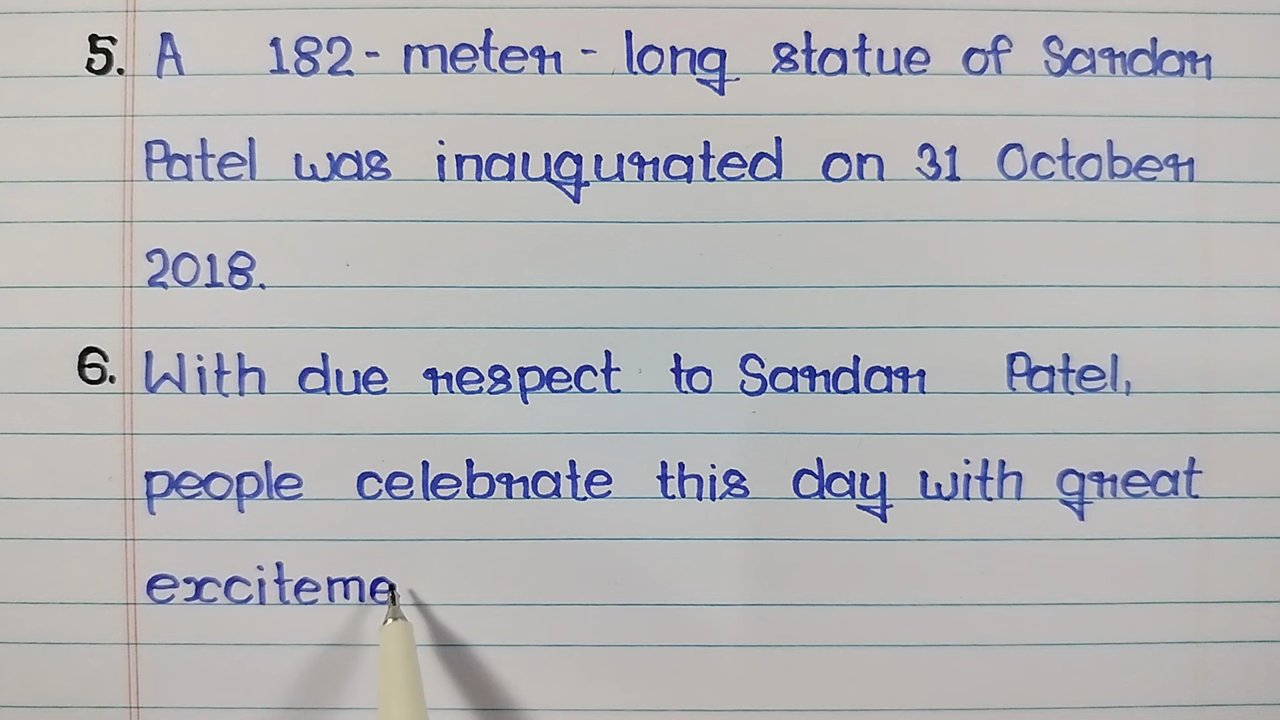 5. A 182-meter-long statue of Sardar
Patel was inaugurated on 31 October
2018.
6. With due respect to Sardar Patel,
people celebrate this day with great
exciteme